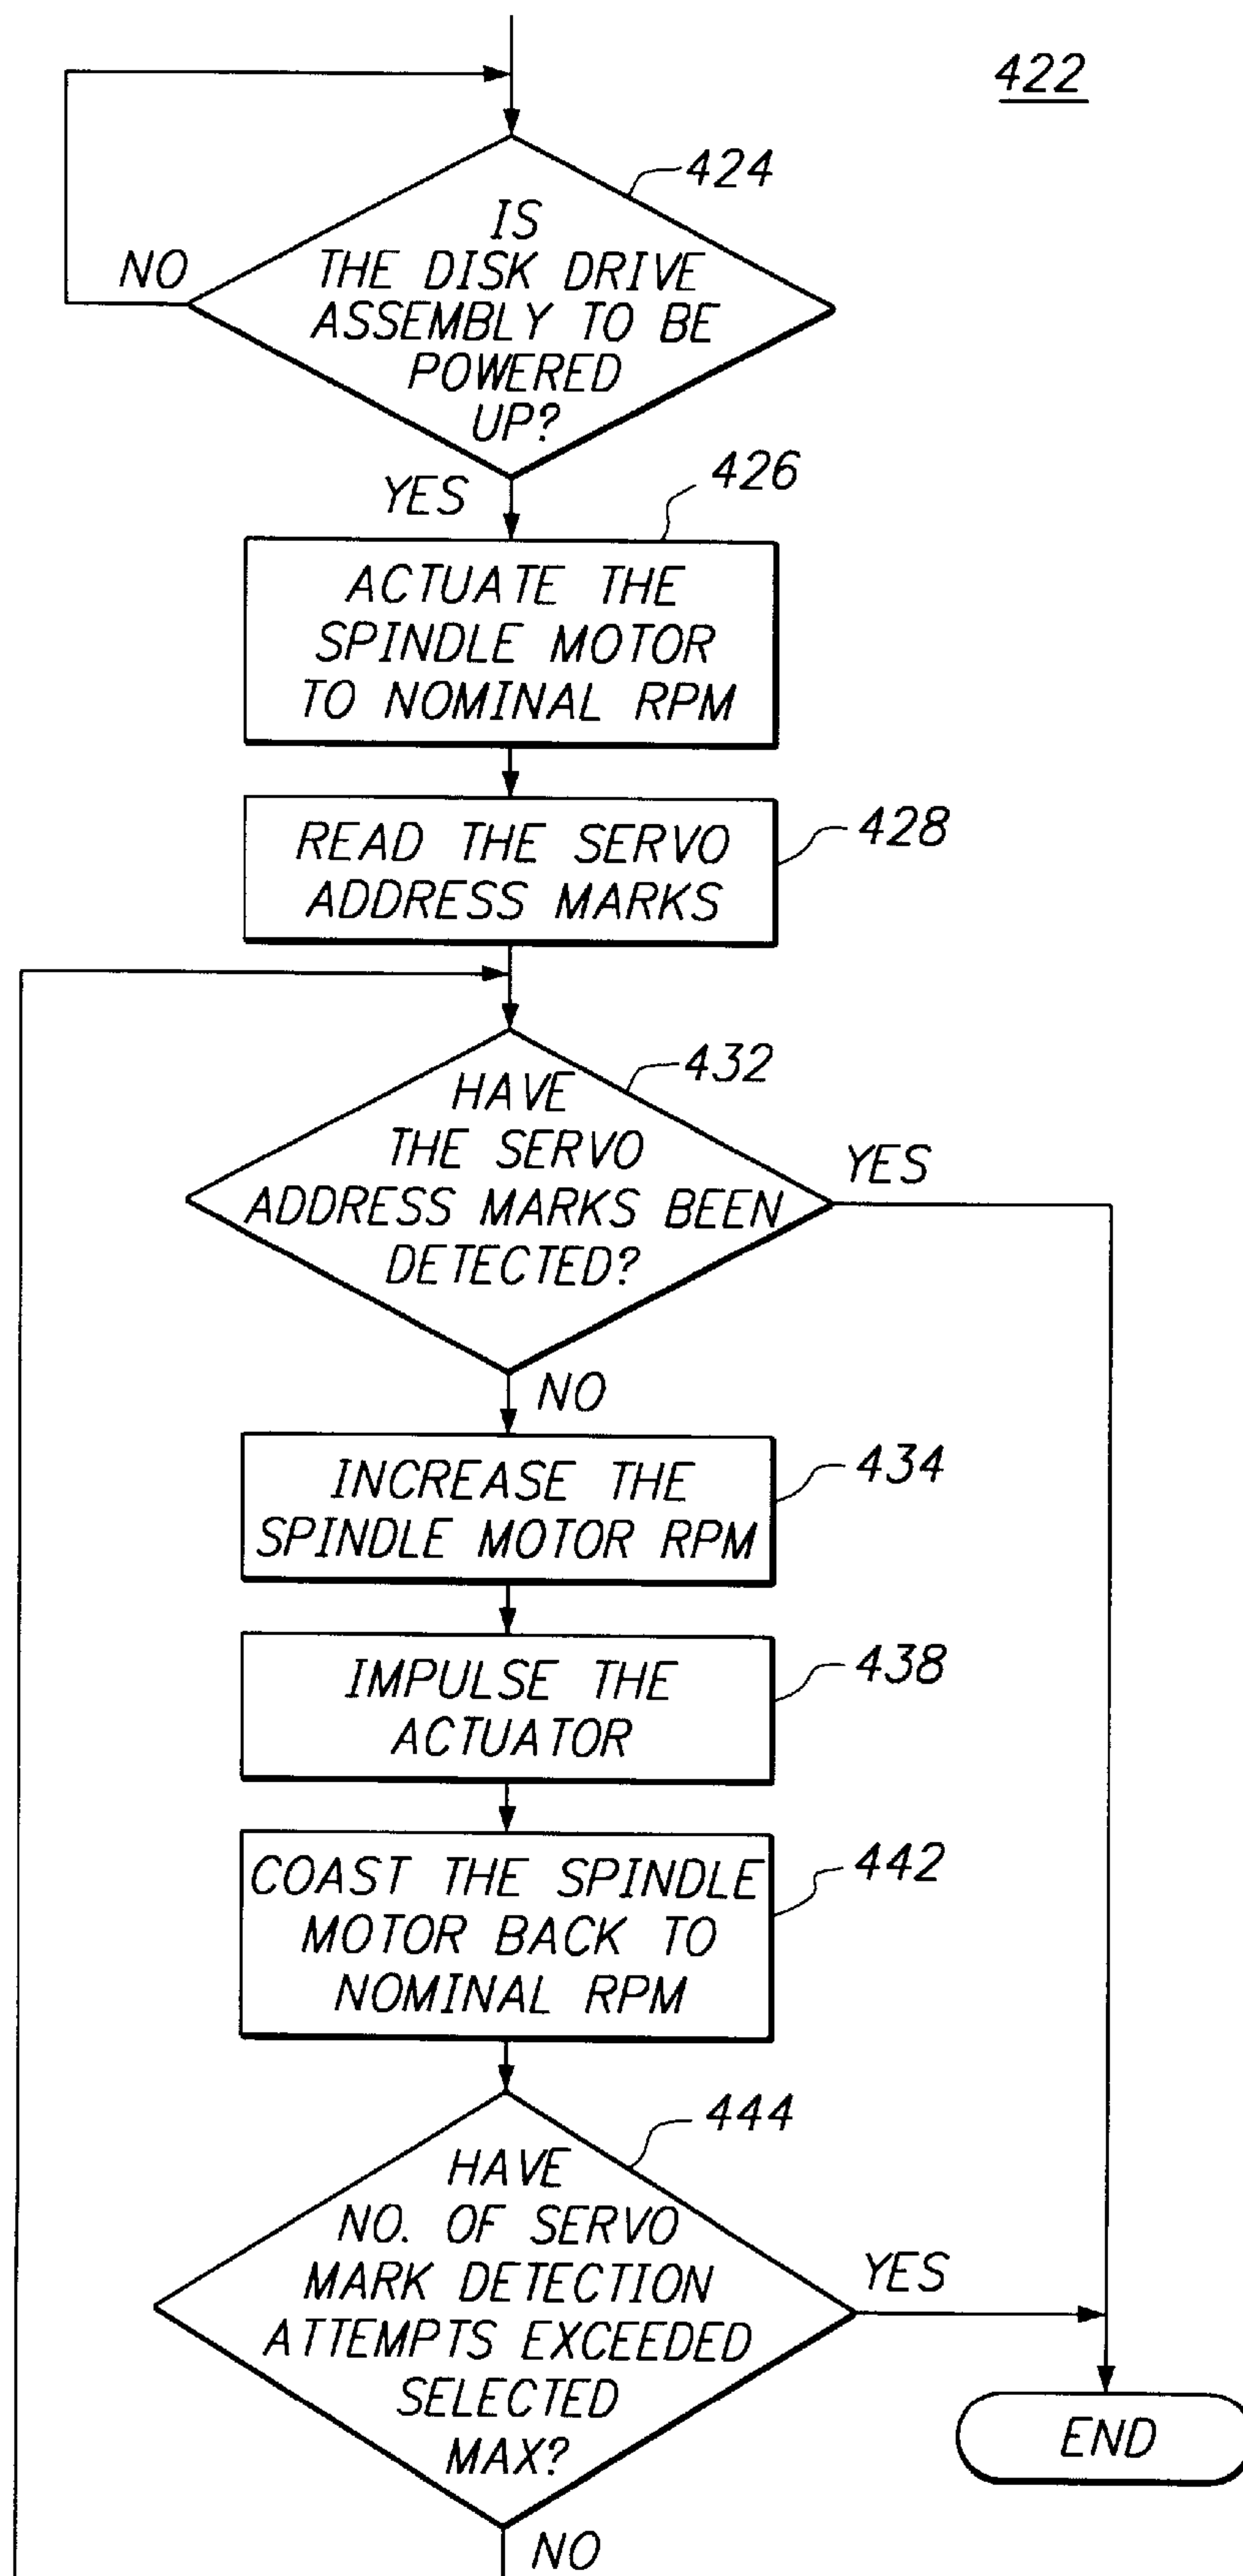 422
424
IS
THE DISK DRIVE
ASSEMBLY TO BE
POWERED
UP?
NO
YES
426
ACTUATE THE
SPINDLE MOTOR
TO NOMINAL RPM
READ THE SERVO
ADDRESS MARKS
428
432
HAVE
THE SERVO
ADDRESS MARKS BEEN
DETECTED?
YES
NO
INCREASE THE
SPINDLE MOTOR RPM
434
IMPULSE THE
ACTUATOR
438
COAST THE SPINDLE
MOTOR BACK TO
NOMINAL RPM
442
444
HAVE
NO. OF SERVO
MARK DETECTION
ATTEMPTS EXCEEDED
SELECTED
MAX?
YES
END
NO